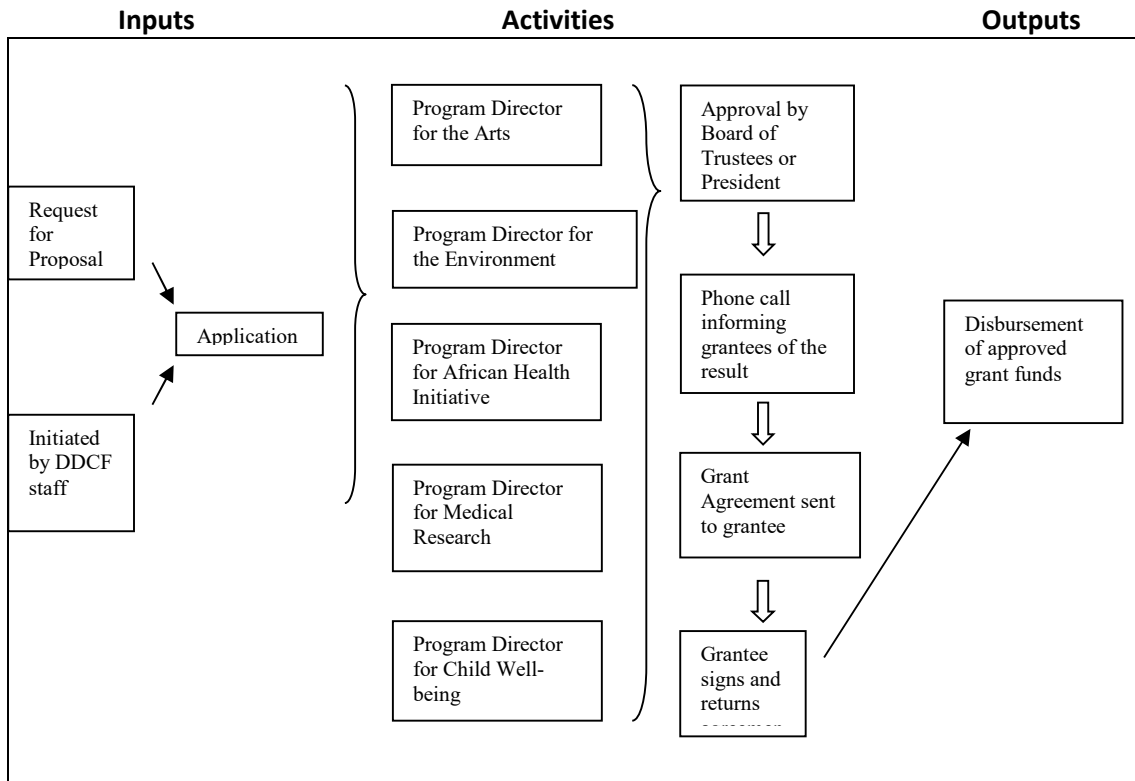 Inputs
Activities
Outputs
Request
for
Proposal
Initiated
by DDCF
staff
Application
Program Director
for the Arts
Program Director for
the Environment
Program Director
for African Health
Initiative
Program Director
for Medical
Research
Program Director
for Child Well-
being
Approval by
Board of
Trustees or
President
Phone call
informing
grantees of the
result
Grant
Agreement sent
to grantee
Grantee
signs and
returns
Disbursement
of approved
grant funds